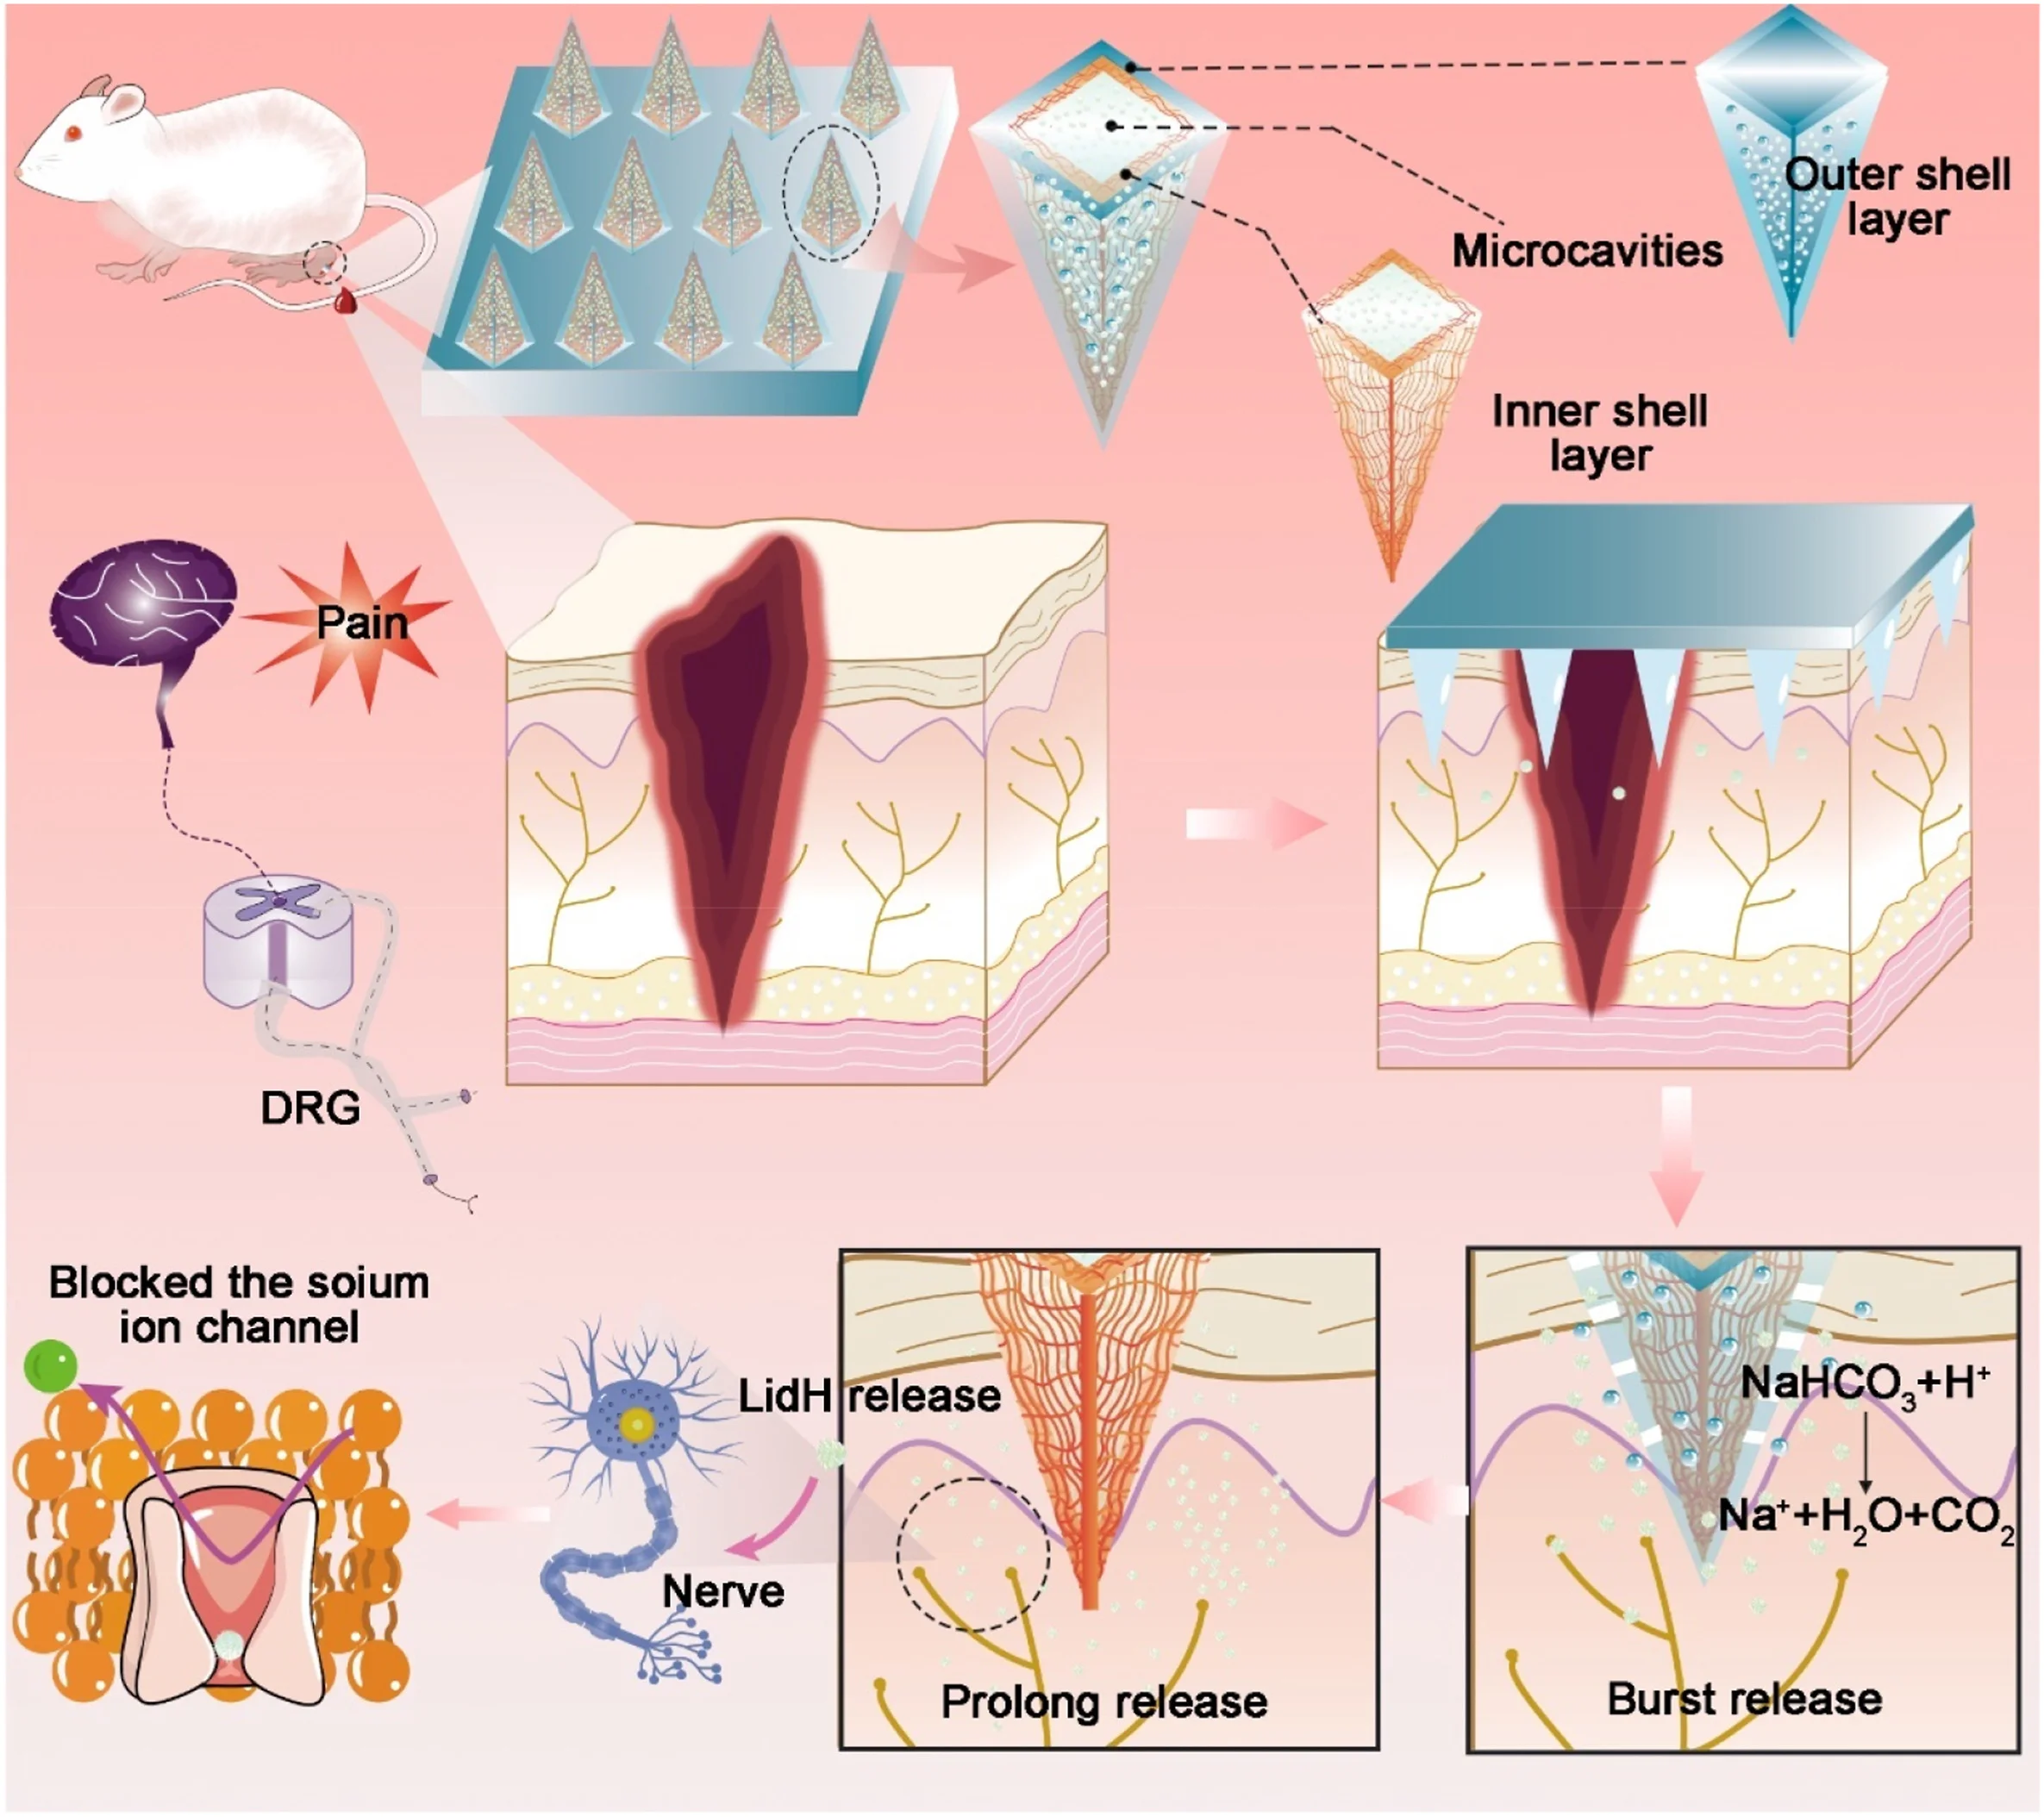 Outer shell
layer
Microcavities
Inner shell
layer
Pain
DRG
Blocked the soium
ion channel
LidH release
Nerve
Prolong release
NaHCO₃+H⁺
Na⁺+H₂O+CO₂
Burst release